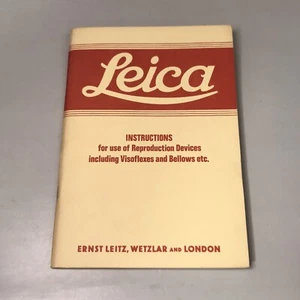 Leica
INSTRUCTIONS
for use of Reproduction Devices
including Visoflexes and Bellows etc.
ERNST LEITZ, WETZLAR AND LONDON